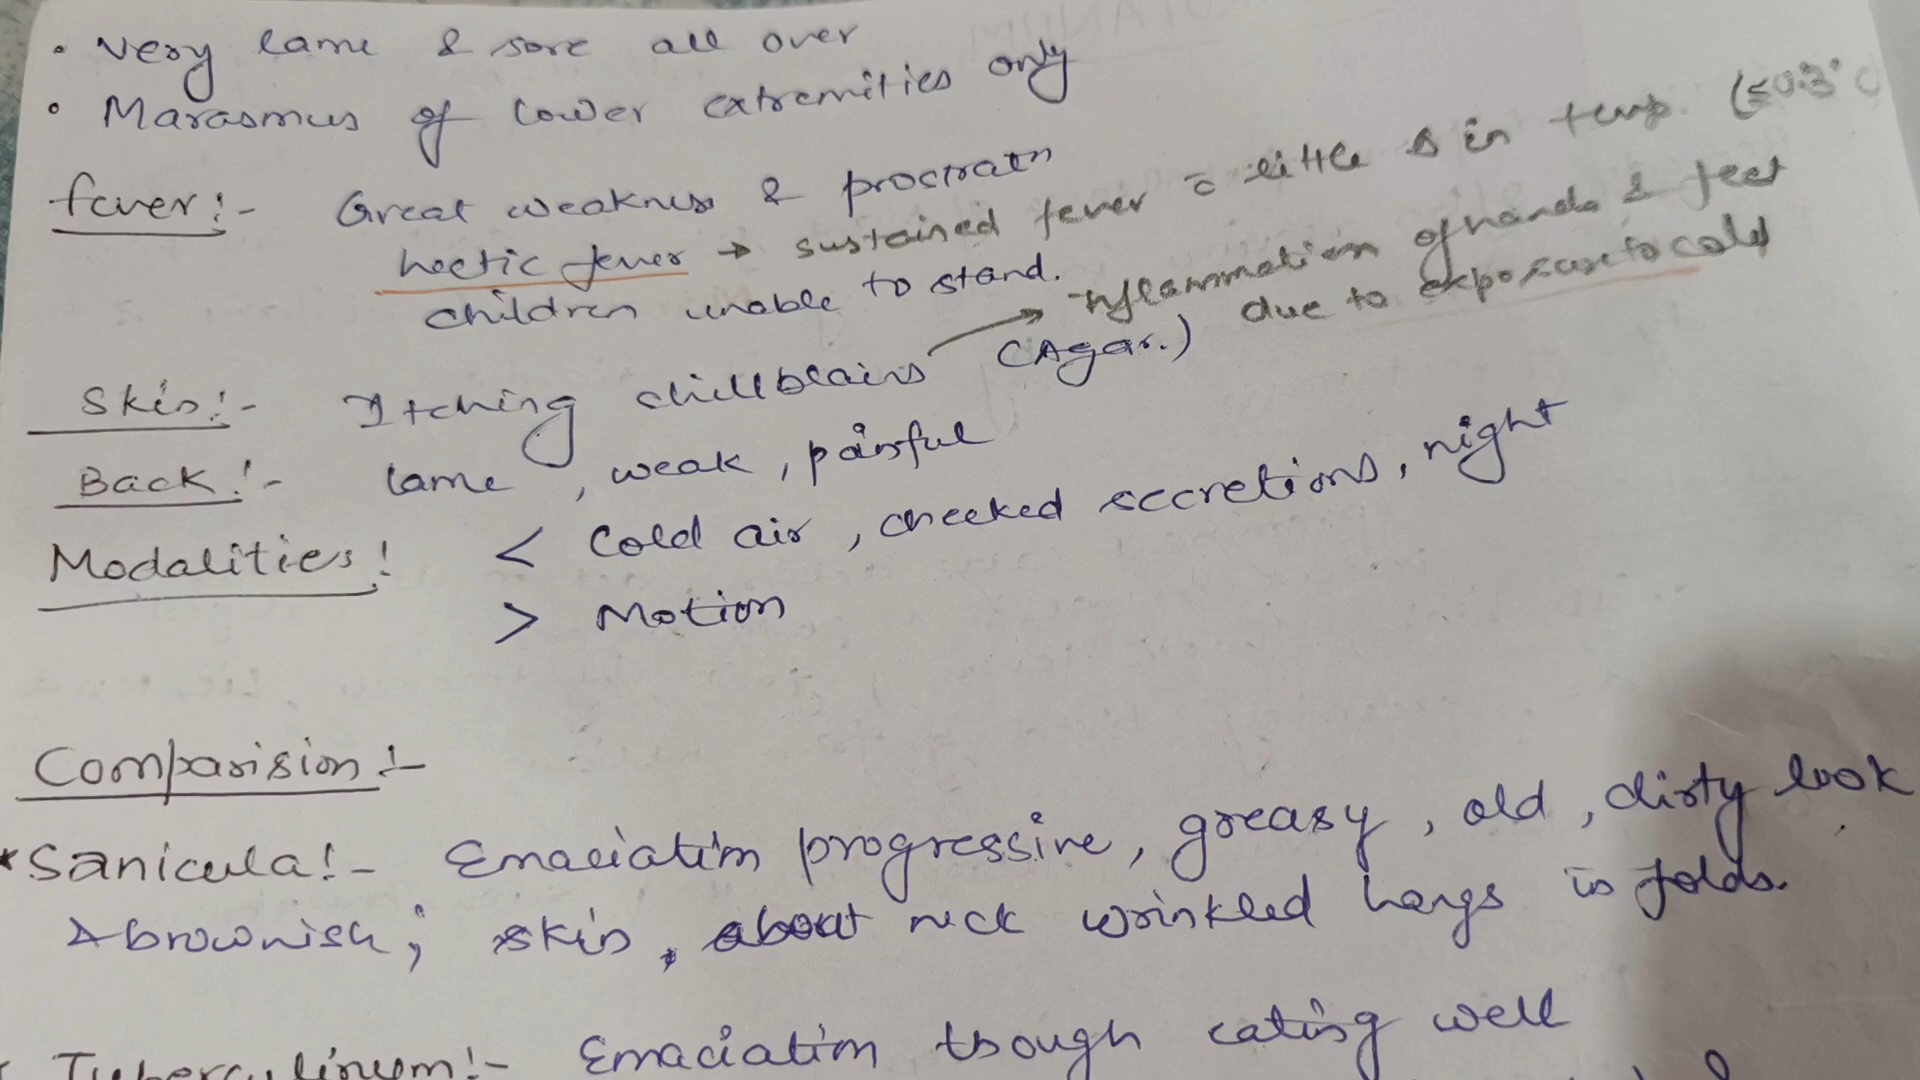 • Very lame & sore all over
• Marasmus of lower extremities only
fever:- Great weakness & prostratn
hectic fever → sustained fever c̄ little Δ in temp. (≤0.3°C
children unable to stand.
Skin:- Itching chillblains → Inflammation of hands & feet
(Agar.) due to exposure to cold
Back:- lame, weak, painful
Modalities: < Cold air, checked secretions, night
> Motion
Comparision:-
*Sanicula:- Emaciation progressive, greasy, old, dirty look
& brownish; skin, about neck wrinkled hangs in folds.
Tuberculinum:- Emaciation though eating well